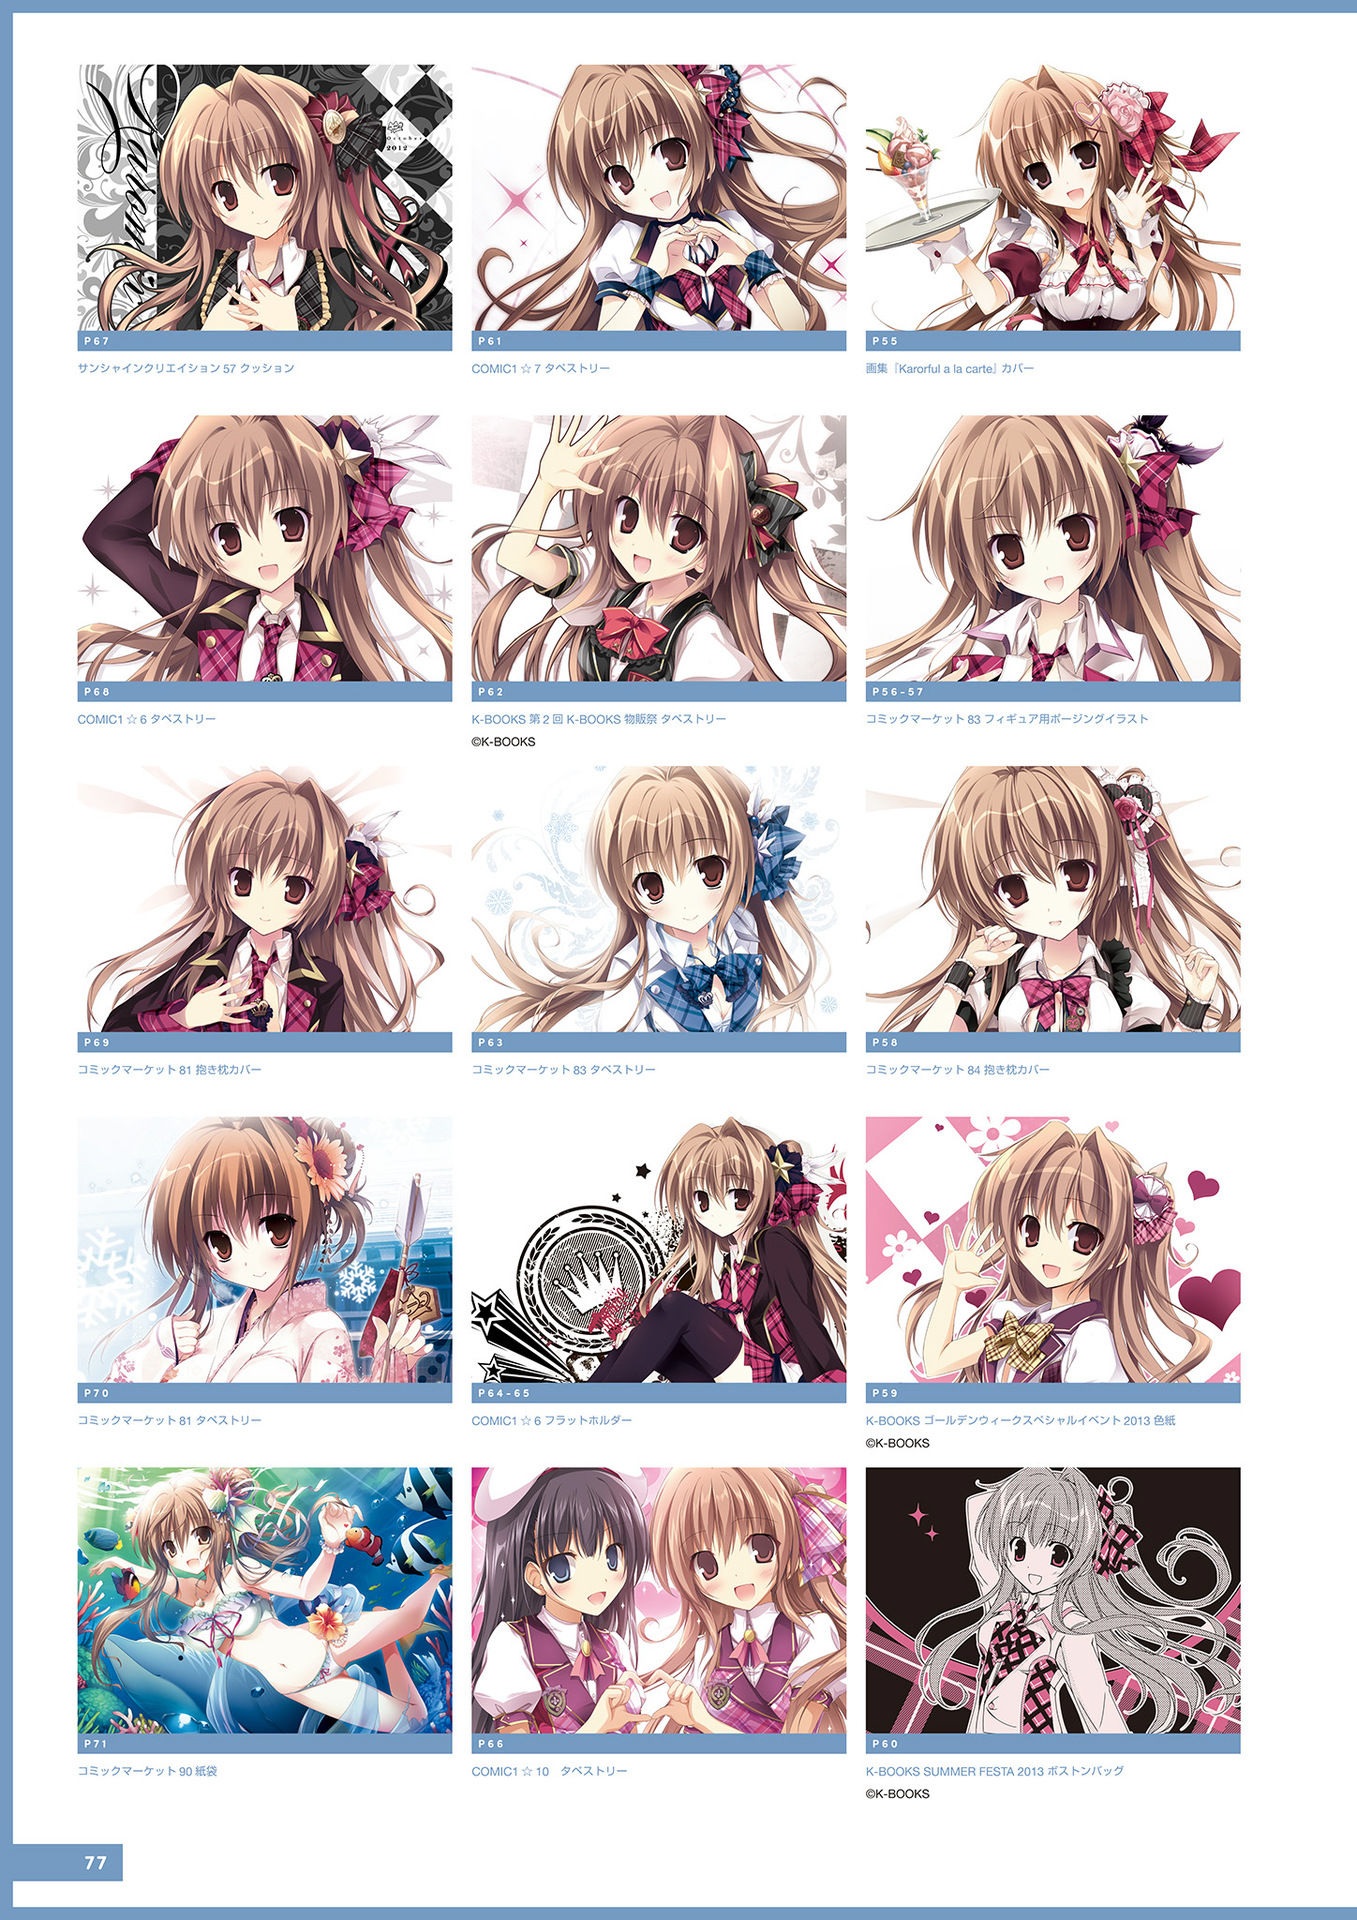 October
2012
P67
サンシャインクリエイション 57 クッション
P61
COMIC1 ☆ 7 タペストリー
P55
画集『Karorful a la carte』カバー
P68
COMIC1 ☆ 6 タペストリー
P62
K-BOOKS 第 2 回 K-BOOKS 物販祭 タペストリー
©K-BOOKS
P56-57
コミックマーケット 83 フィギュア用ポージングイラスト
P69
コミックマーケット 81 抱き枕カバー
P63
コミックマーケット 83 タペストリー
P58
コミックマーケット 84 抱き枕カバー
P70
コミックマーケット 81 タペストリー
P64-65
COMIC1 ☆ 6 フラットホルダー
P59
K-BOOKS ゴールデンウィークスペシャルイベント 2013 色紙
©K-BOOKS
P71
コミックマーケット 90 紙袋
P66
COMIC1 ☆ 10　タペストリー
P60
K-BOOKS SUMMER FESTA 2013 ボストンバッグ
©K-BOOKS
77